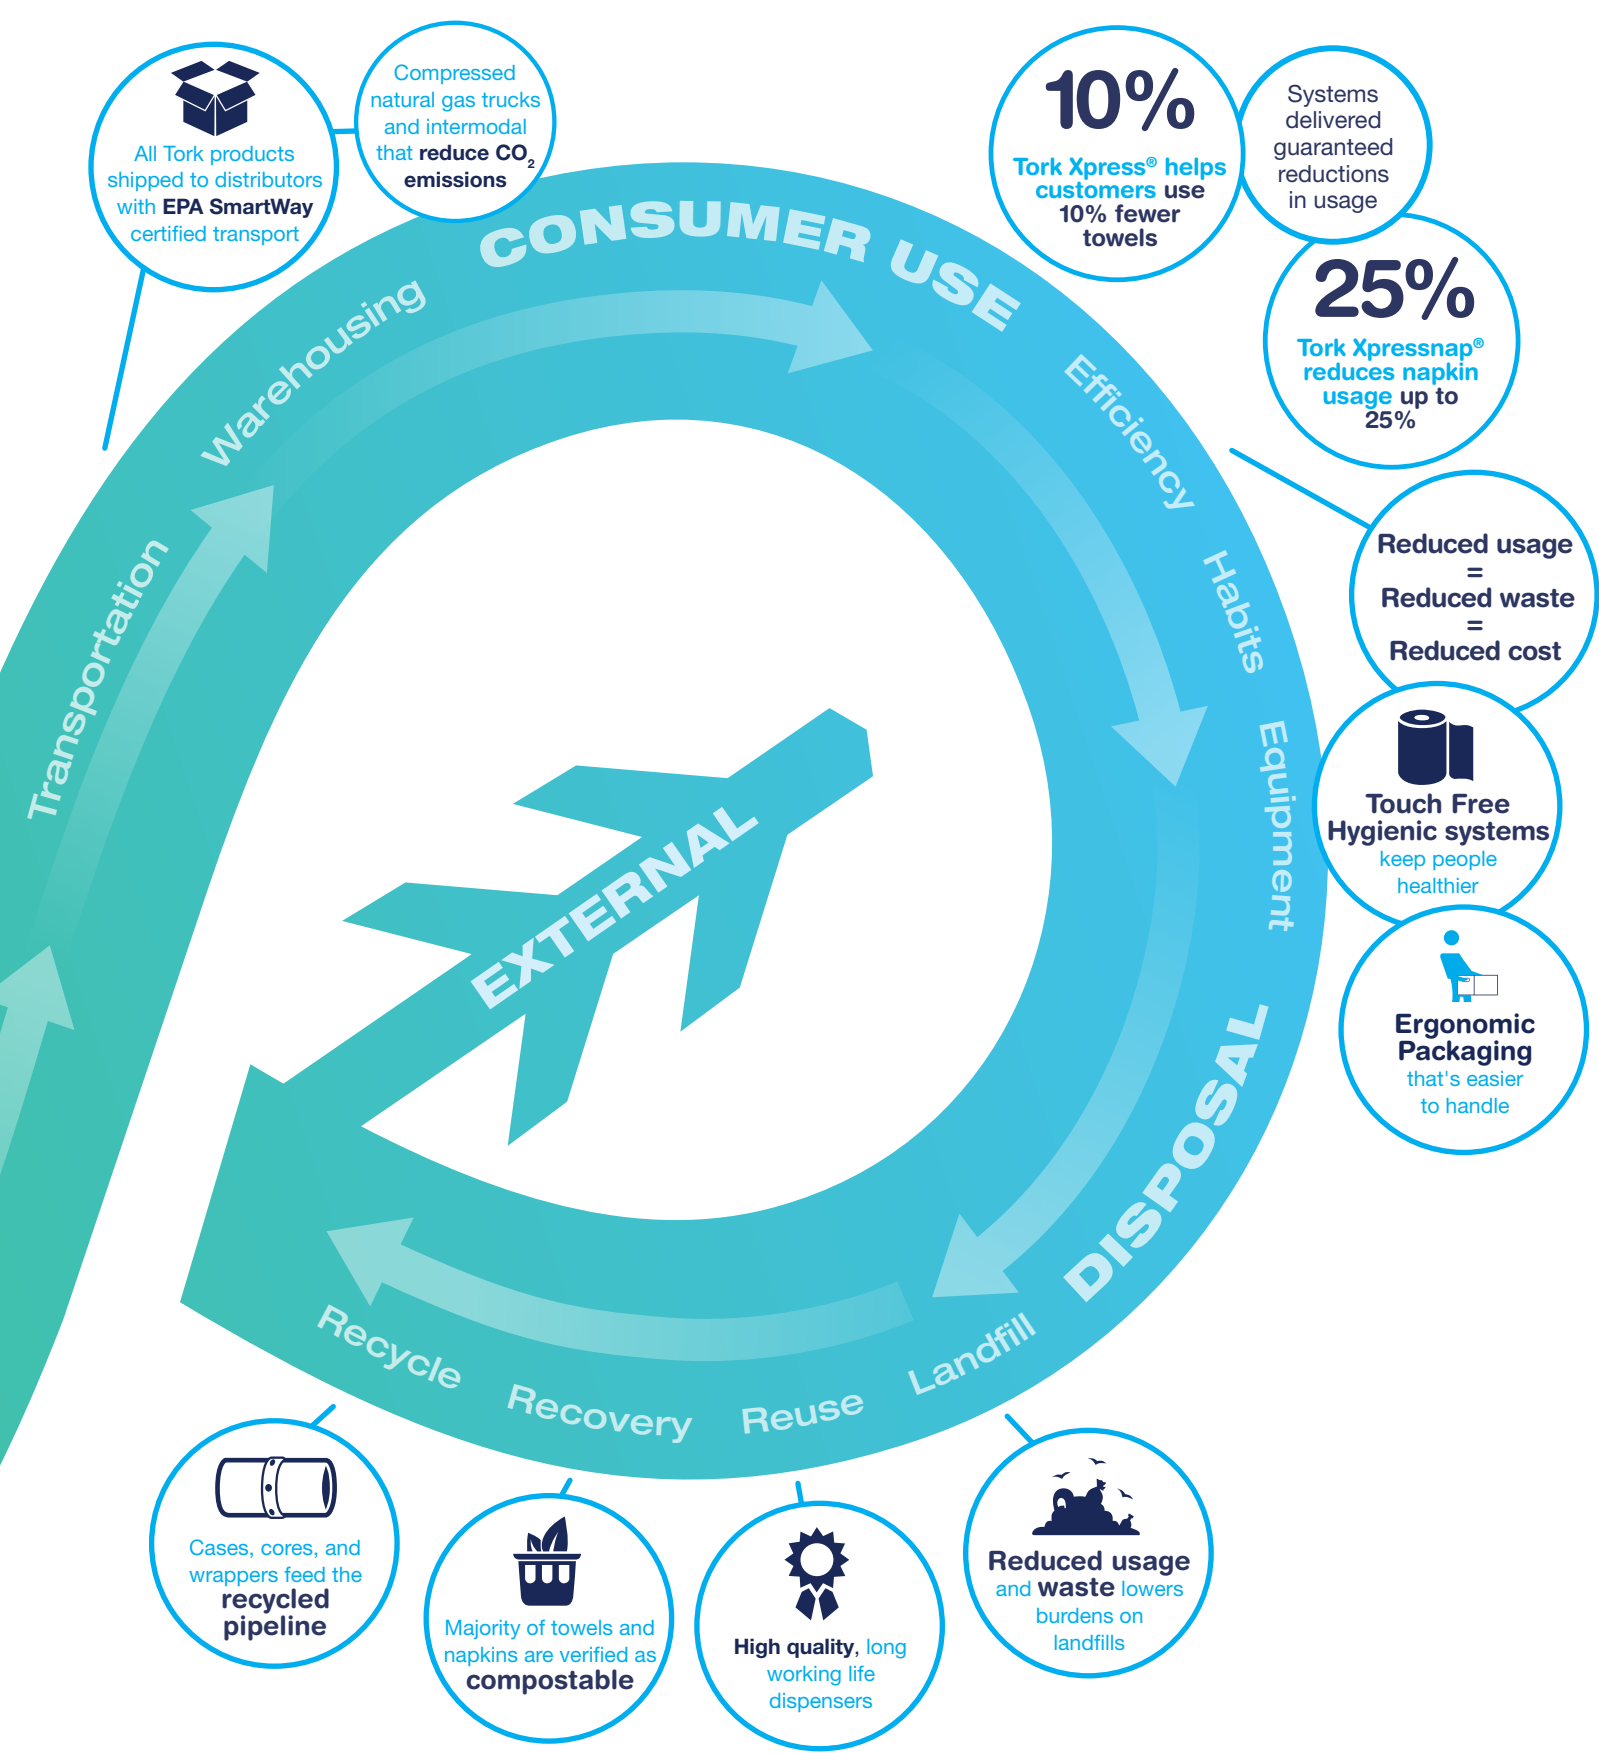 All Tork products
shipped to distributors
with EPA SmartWay
certified transport
Compressed
natural gas trucks
and intermodal
that reduce CO₂
emissions
10%
Tork Xpress® helps
customers use
10% fewer
towels
Systems
delivered
guaranteed
reductions
in usage
25%
Tork Xpressnap®
reduces napkin
usage up to
25%
Transportation
Warehousing
CONSUMER USE
Efficiency
Habits
Equipment
Reduced usage
=
Reduced waste
=
Reduced cost
Touch Free
Hygienic systems
keep people
healthier
Ergonomic
Packaging
that's easier
to handle
EXTERNAL
DISPOSAL
Landfill
Reuse
Recovery
Recycle
Cases, cores, and
wrappers feed the
recycled
pipeline
Majority of towels and
napkins are verified as
compostable
High quality, long
working life
dispensers
Reduced usage
and waste lowers
burdens on
landfills